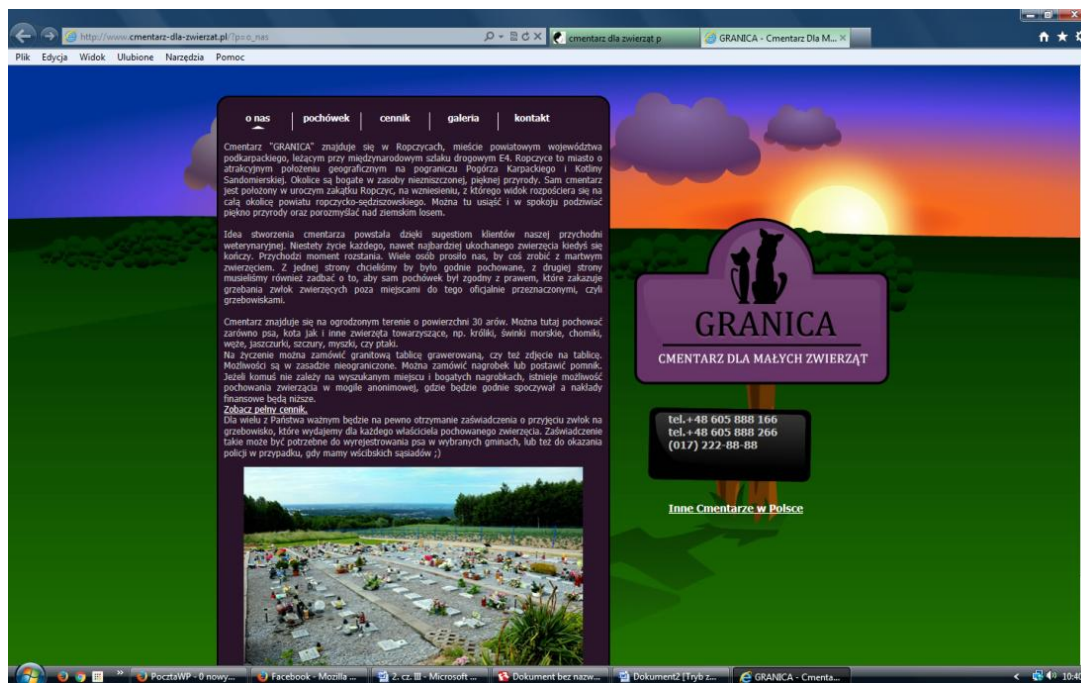 http://www.cmentarz-dla-zwierzat.pl/?p=o_nas
cmentarz dla zwierząt p
GRANICA - Cmentarz Dla M...
Plik Edycja Widok Ulubione Narzędzia Pomoc
o nas pochówek cennik galeria kontakt
Cmentarz "GRANICA" znajduje się w Ropczycach, mieście powiatowym województwa
podkarpackiego, leżącym przy międzynarodowym szlaku drogowym E4. Ropczyce to miasto o
atrakcyjnym położeniu geograficznym na pograniczu Pogórza Karpackiego i Kotliny
Sandomierskiej. Okolice są bogate w zasoby niezniszczonej, pięknej przyrody. Sam cmentarz
jest położony w uroczym zakątku Ropczyc, na wzniesieniu, z którego widok rozpościera się na
całą okolicę powiatu ropczycko-sędziszowskiego. Można tu usiąść i w spokoju podziwiać
piękno przyrody oraz porozmyślać nad ziemskim losem.
Idea stworzenia cmentarza powstała dzięki sugestiom klientów naszej przychodni
weterynaryjnej. Niestety życie każdego, nawet najbardziej ukochanego zwierzęcia kiedyś się
kończy. Przychodzi moment rozstania. Wiele osób prosiło nas, by coś zrobić z martwym
zwierzęciem. Z jednej strony chcieliśmy by było godnie pochowane, z drugiej strony
musieliśmy również zadbać o to, aby sam pochówek był zgodny z prawem, które zakazuje
grzebania zwłok zwierzęcych poza miejscami do tego oficjalnie przeznaczonymi, czyli
grzebowiskami.
Cmentarz znajduje się na ogrodzonym terenie o powierzchni 30 arów. Można tutaj pochować
zarówno psa, kota jak i inne zwierzęta towarzyszące, np. króliki, świnki morskie, chomiki,
węże, jaszczurki, szczury, myszki, czy ptaki.
Na życzenie można zamówić granitową tablicę grawerowaną, czy też zdjęcie na tablicę.
Możliwości są w zasadzie nieograniczone. Można zamówić nagrobek lub postawić pomnik.
Jeżeli komuś nie zależy na wyszukanym miejscu i bogatych nagrobkach, istnieje możliwość
pochowania zwierzęcia w mogile anonimowej, gdzie będzie godnie spoczywał a nakłady
finansowe będą niższe.
Zobacz pełny cennik.
Dla wielu z Państwa ważnym będzie na pewno otrzymanie zaświadczenia o przyjęciu zwłok na
grzebowisko, które wydajemy dla każdego właściciela pochowanego zwierzęcia. Zaświadczenie
takie może być potrzebne do wyrejestrowania psa w wybranych gminach, lub też do okazania
policji w przypadku, gdy mamy wścibskich sąsiadów ;)
GRANICA
CMENTARZ DLA MAŁYCH ZWIERZĄT
tel.+48 605 888 166
tel.+48 605 888 266
(017) 222-88-88
Inne Cmentarze w Polsce
PocztaWP - 0 nowy... Facebook - Mozilla ... 2. cz. III - Microsoft ... Dokument bez nazw... Dokument2 [Tryb z... GRANICA - Cmenta... 10:40